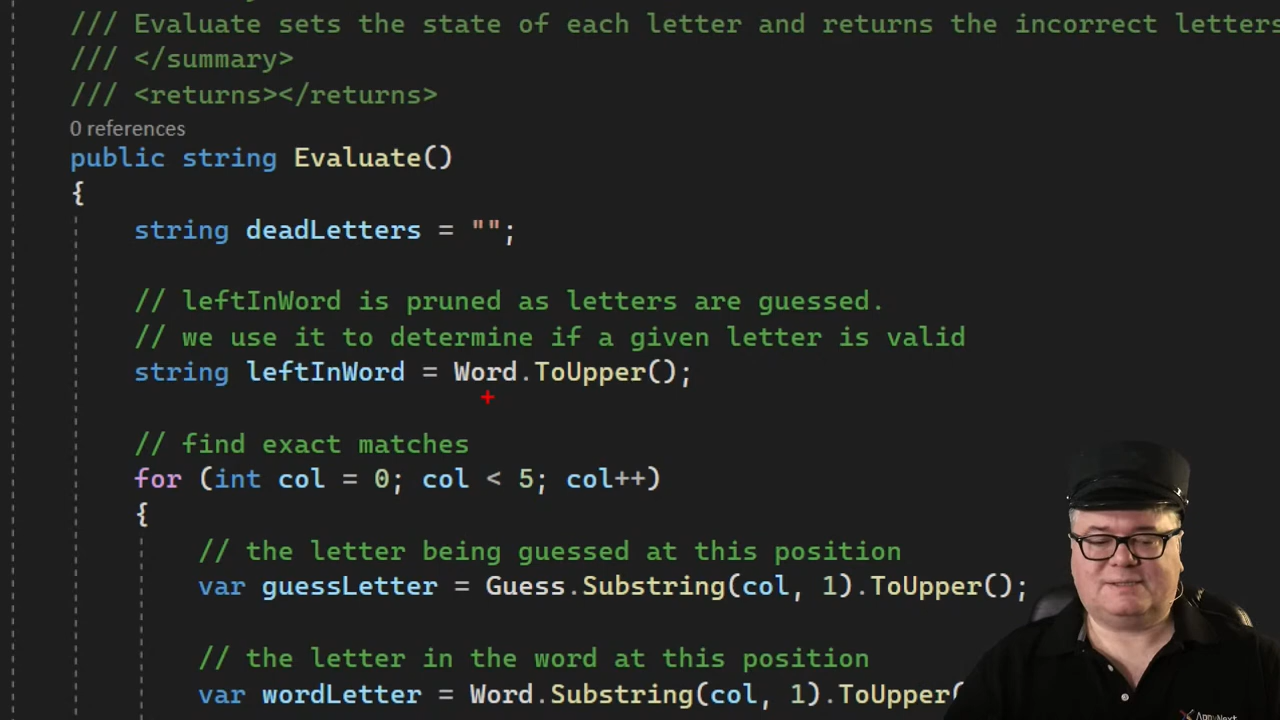 /// Evaluate sets the state of each letter and returns the incorrect letters
/// </summary>
/// <returns></returns>
0 references
public string Evaluate()
{
string deadLetters = "";
// leftInWord is pruned as letters are guessed.
// we use it to determine if a given letter is valid
string leftInWord = Word.ToUpper();
// find exact matches
for (int col = 0; col < 5; col++)
{
// the letter being guessed at this position
var guessLetter = Guess.Substring(col, 1).ToUpper();
// the letter in the word at this position
var wordLetter = Word.Substring(col, 1).ToUpper(
App.Next